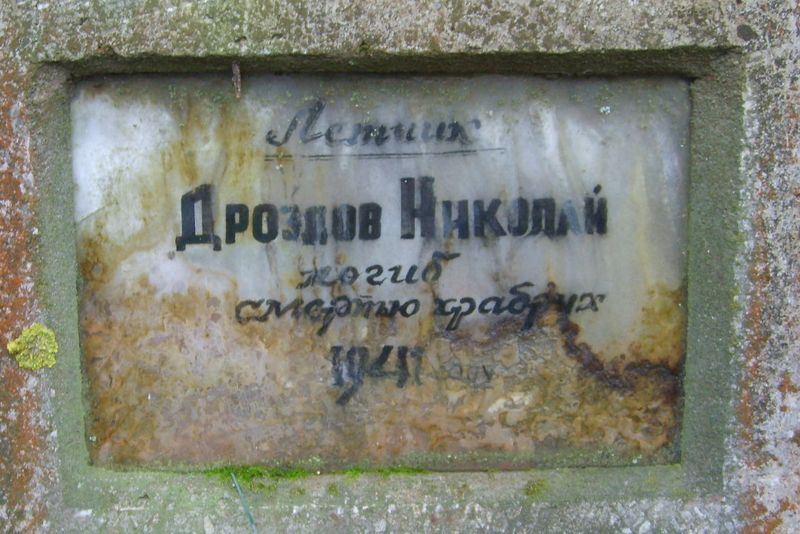 Летчик
Дроздов Николай
погиб
смертью храбрых
1941